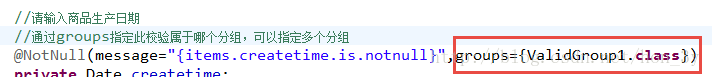 //请输入商品生产日期
//通过groups指定此校验属于哪个分组，可以指定多个分组
@NotNull(message="{items.createtime.is.notnull}",groups={ValidGroup1.class})
private Date createtime;